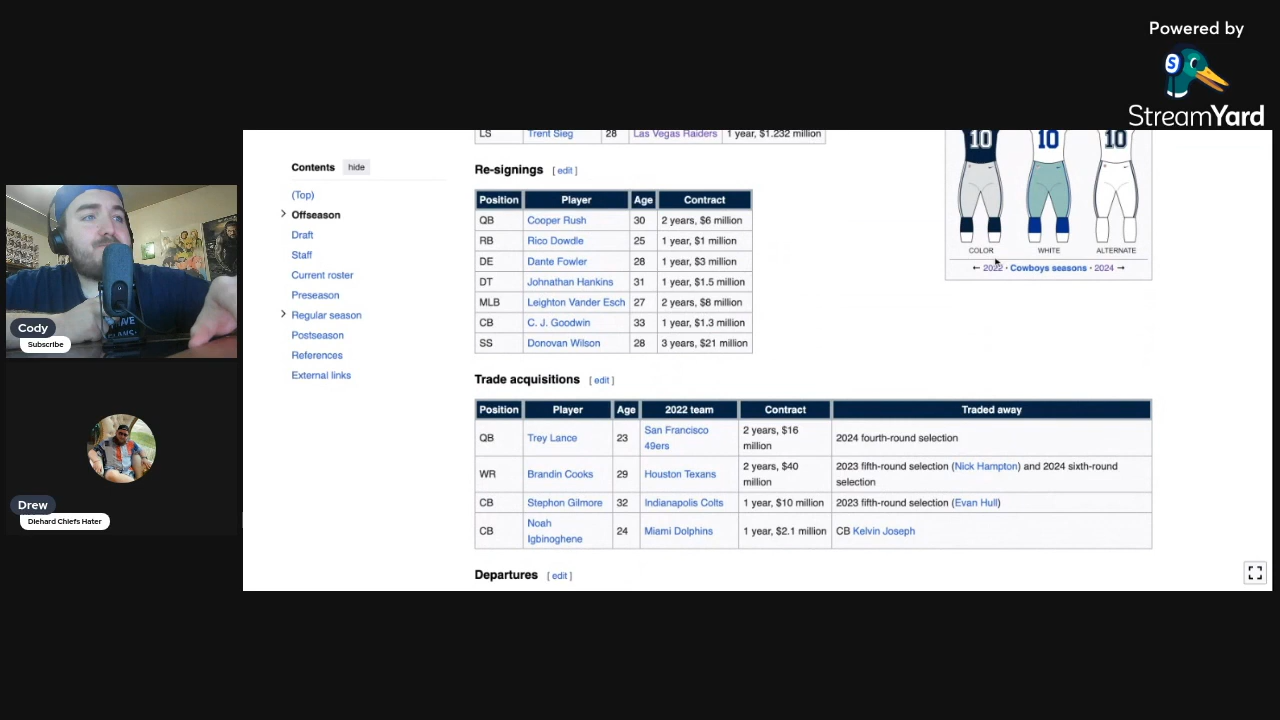 Powered by
S
StreamYard
LS Trent Sieg 28 Las Vegas Raiders 1 year, $1.232 million
10 10 10
Contents hide
(Top)
Offseason
Draft
Staff
Current roster
Preseason
Regular season
Postseason
References
External links
Re-signings [ edit ]
Position Player Age Contract
QB Cooper Rush 30 2 years, $6 million
RB Rico Dowdle 25 1 year, $1 million
DE Dante Fowler 28 1 year, $3 million
DT Johnathan Hankins 31 1 year, $1.5 million
MLB Leighton Vander Esch 27 2 years, $8 million
CB C. J. Goodwin 33 1 year, $1.3 million
SS Donovan Wilson 28 3 years, $21 million
COLOR WHITE ALTERNATE
← 2022 · Cowboys seasons · 2024 →
Trade acquisitions [ edit ]
Position Player Age 2022 team Contract Traded away
QB Trey Lance 23 San Francisco 49ers 2 years, $16 million 2024 fourth-round selection
WR Brandin Cooks 29 Houston Texans 2 years, $40 million 2023 fifth-round selection (Nick Hampton) and 2024 sixth-round selection
CB Stephon Gilmore 32 Indianapolis Colts 1 year, $10 million 2023 fifth-round selection (Evan Hull)
CB Noah Igbinoghene 24 Miami Dolphins 1 year, $2.1 million CB Kelvin Joseph
Departures [ edit ]
Cody
Subscribe
Drew
Diehard Chiefs Hater